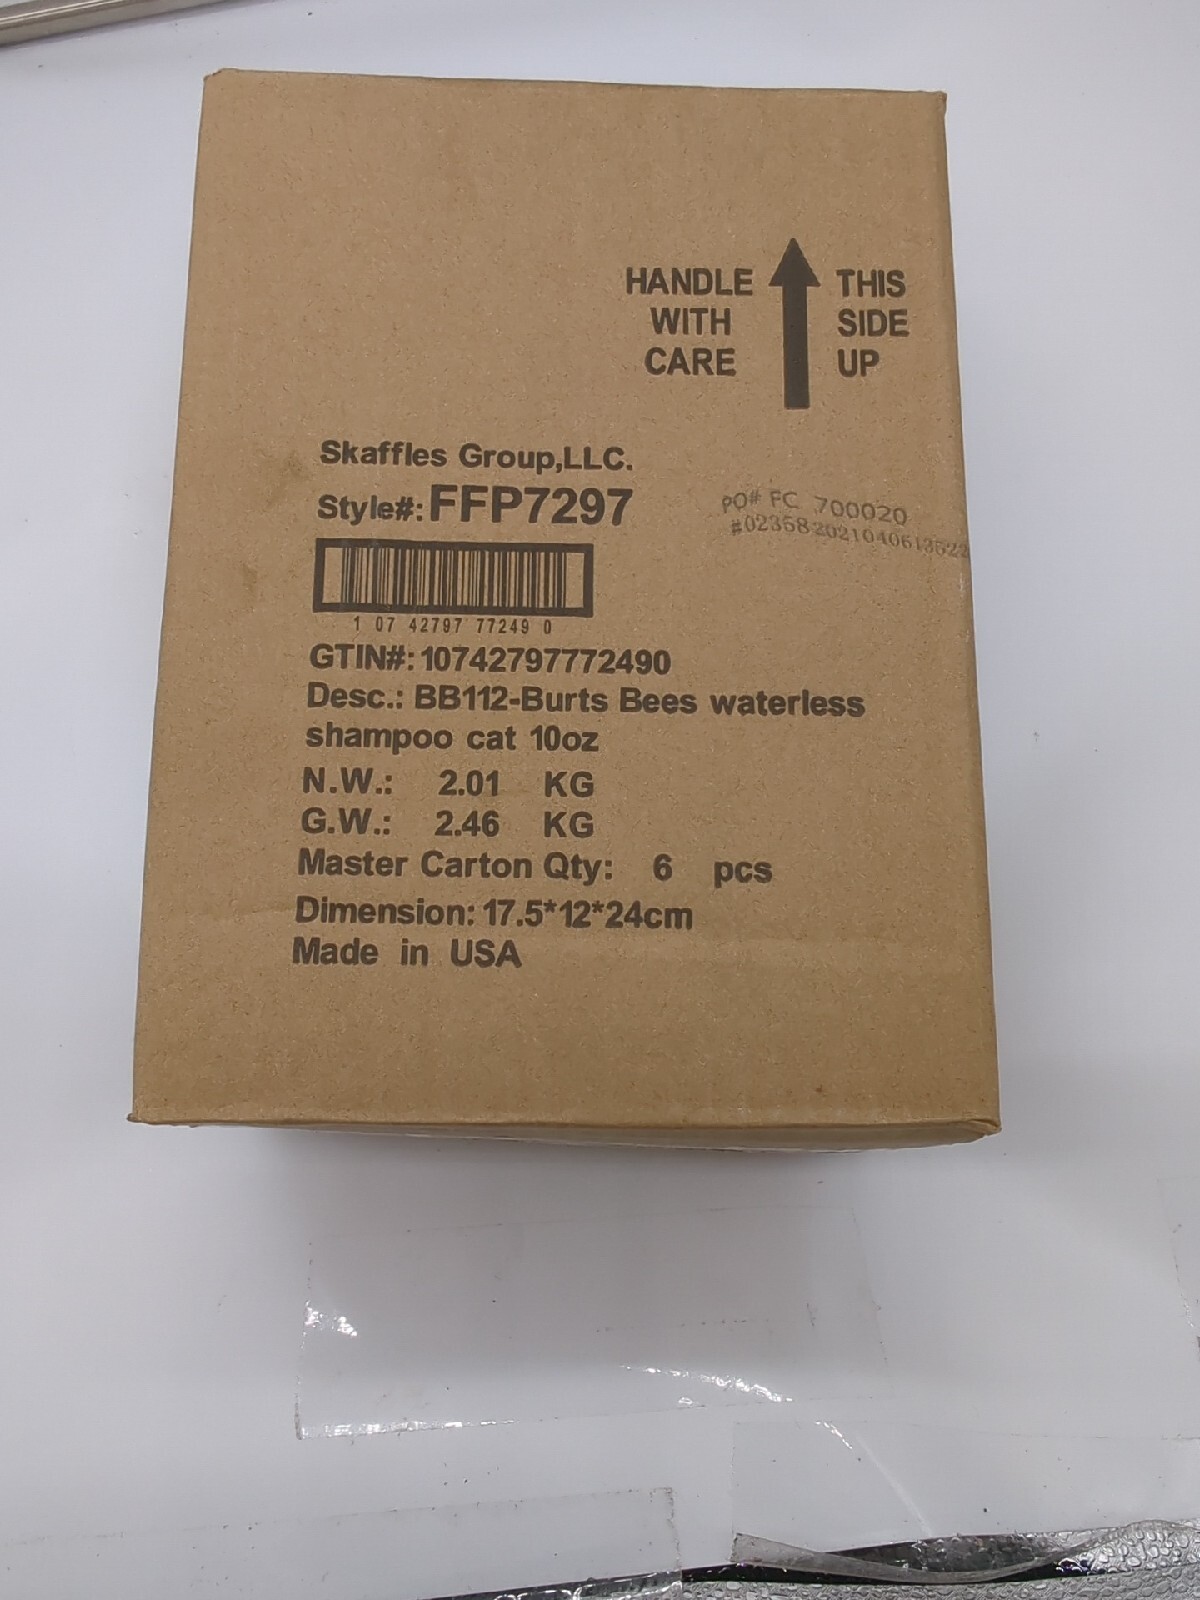 HANDLE WITH CARE
THIS SIDE UP
Skaffles Group,LLC.
Style#: FFP7297
PO# FC 700020
#02358 2021040613522
1 07 42797 77249 0
GTIN#: 10742797772490
Desc.: BB112-Burts Bees waterless
shampoo cat 10oz
N.W.: 2.01 KG
G.W.: 2.46 KG
Master Carton Qty: 6 pcs
Dimension: 17.5*12*24cm
Made in USA